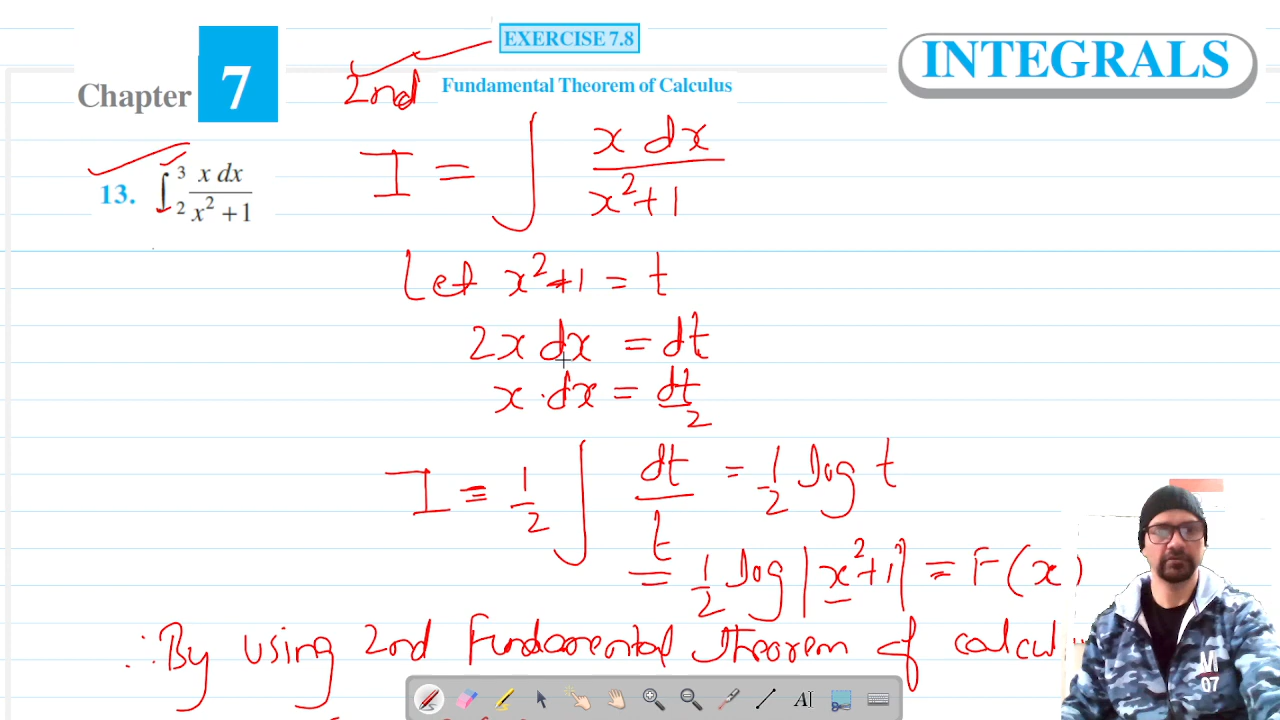 EXERCISE 7.8
INTEGRALS
Chapter 7
2nd
Fundamental Theorem of Calculus
13. ∫₂³ x dx / x² + 1
I = ∫ x dx / x² + 1
Let x² + 1 = t
2x dx = dt
x · dx = dt / 2
I = 1/2 ∫ dt / t = 1/2 log t
= 1/2 log |x² + 1| = F(x)
∴ By using 2nd Fundamental Theorem of calcul
M
07
AI